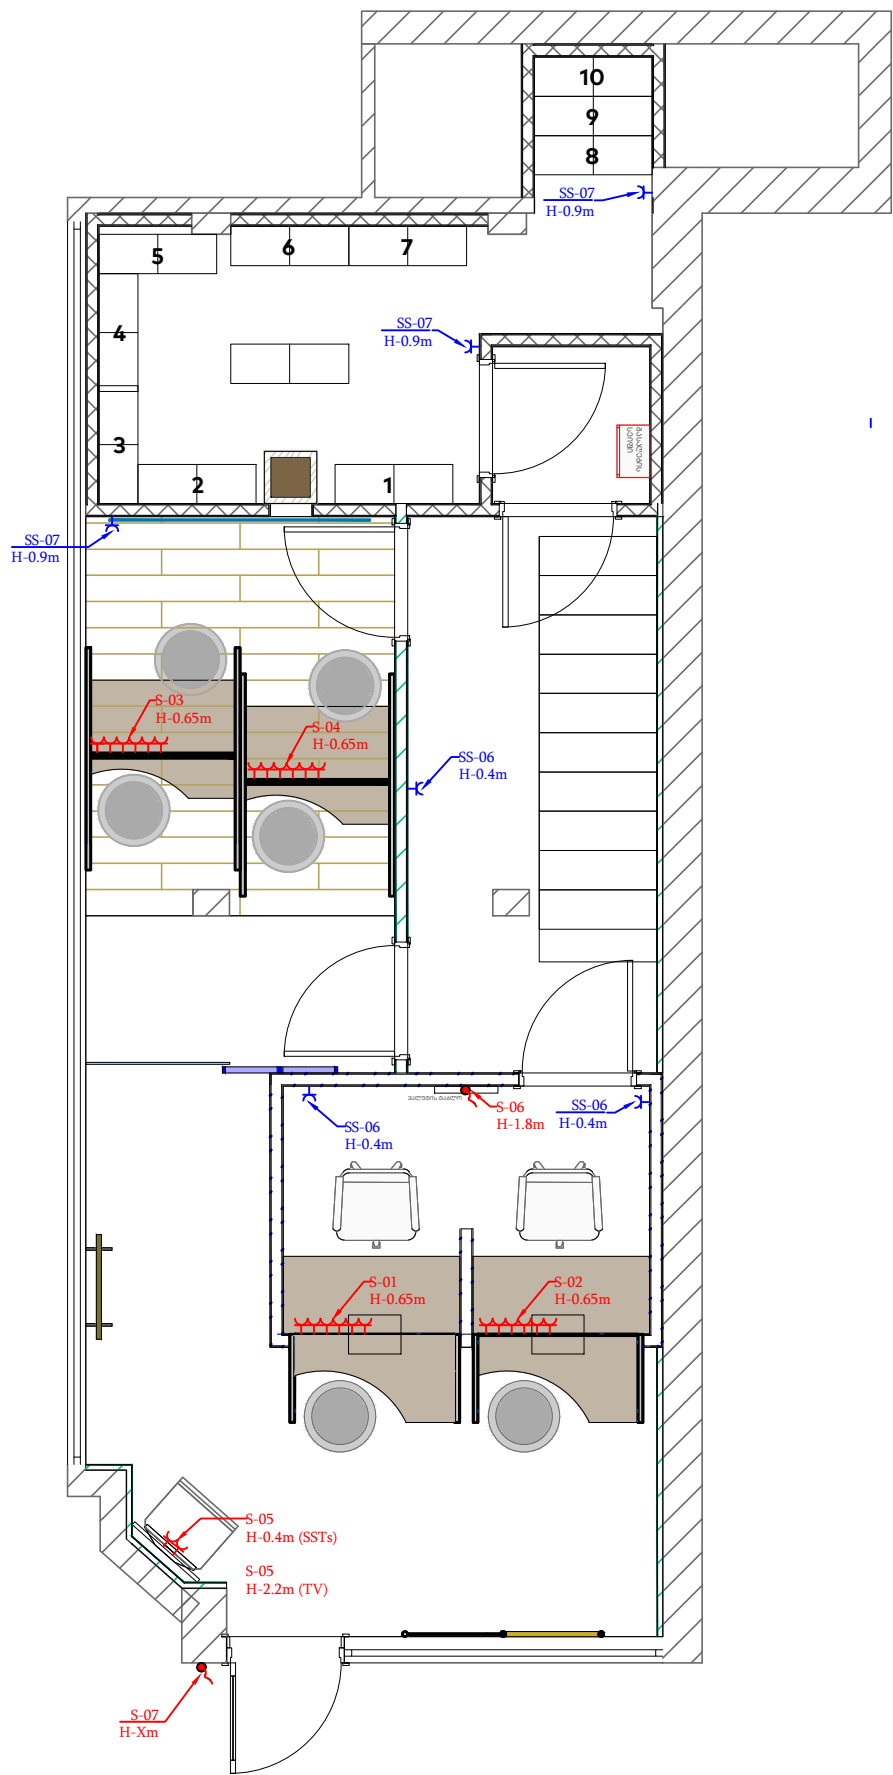 10
9
8
SS-07
H-0.9m
5
6
7
4
SS-07
H-0.9m
3
2
1
SS-07
H-0.9m
S-03
H-0.65m
S-04
H-0.65m
SS-06
H-0.4m
ვალუტის ტაბლო
SS-06
H-0.4m
S-06
H-1.8m
SS-06
H-0.4m
S-01
H-0.65m
S-02
H-0.65m
S-05
H-0.4m (SSTs)
S-05
H-2.2m (TV)
S-07
H-Xm